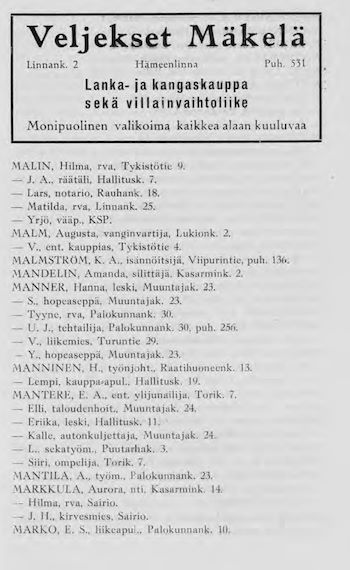 Veljekset Mäkelä
Linnank. 2 Hämeenlinna Puh. 531
Lanka- ja kangaskauppa
sekä villainvaihtoliike
Monipuolinen valikoima kaikkea alaan kuuluvaa
MALIN, Hilma, rva, Tykistötie 9.
— J. A., räätäli, Hallitusk. 7.
— Lars, notario, Rauhank. 18.
— Matilda, rva, Linnank. 25.
— Yrjö, vääp., KSP.
MALM, Augusta, vanginvartija, Lukionk. 2.
— V., ent. kauppias, Tykistötie 4.
MALMSTRÖM, K. A., isännöitsijä, Viipurintie, puh. 136.
MANDELIN, Amanda, silittäjä, Kasarmink. 2.
MANNER, Hanna, leski, Muuntajak. 23.
— S., hopeaseppä, Muuntajak. 23.
— Tyyne, rva, Palokunnank. 30.
— U. J., tehtailija, Palokunnank. 30, puh. 256.
— V., liikemies, Turuntie 29.
— Y., hopeaseppä, Muuntajak. 23.
MANNINEN, H., työnjoht., Raatihuoneenk. 13.
— Lempi, kauppa-apul., Hallitusk. 19.
MANTERE, E. A., ent. ylijunailija, Torik. 7.
— Elli, taloudenhoit., Muuntajak. 24.
— Eriika, leski, Hallitusk. 11.
— Kalle, autonkuljettaja, Muuntajak. 24.
— L., sekatyöm., Puutarhak. 3.
— Siiri, ompelija, Torik. 7.
MANTILA, A., työm., Palokunnank. 23.
MARKKULA, Aurora, nti, Kasarmink. 14.
— Hilma, rva, Sairio.
— J. H., kirvesmies, Sairio.
MARKO, E. S., liikeapul., Palokunnank. 10.